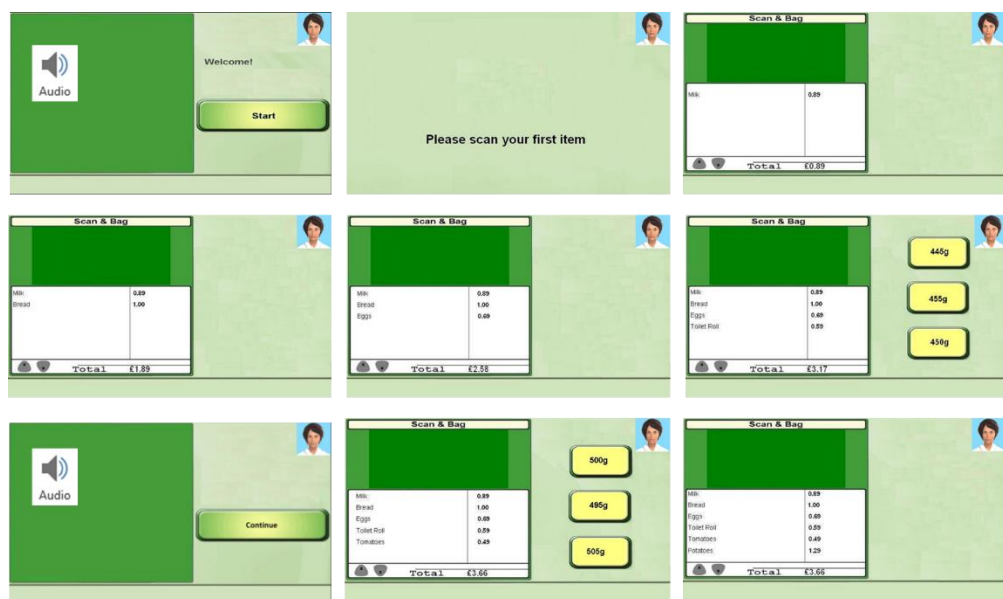 Audio
Welcome!
Start
Please scan your first item
Scan & Bag
Milk 0.89
Total £0.89
Scan & Bag
Milk 0.89
Bread 1.00
Total £1.89
Scan & Bag
Milk 0.89
Bread 1.00
Eggs 0.69
Total £2.58
Scan & Bag
445g
455g
450g
Milk 0.89
Bread 1.00
Eggs 0.69
Toilet Roll 0.59
Total £3.17
Audio
Continue
Scan & Bag
500g
495g
505g
Milk 0.89
Bread 1.00
Eggs 0.69
Toilet Roll 0.59
Tomatoes 0.49
Total £3.66
Scan & Bag
Milk 0.89
Bread 1.00
Eggs 0.69
Toilet Roll 0.59
Tomatoes 0.49
Potatoes 1.29
Total £3.66